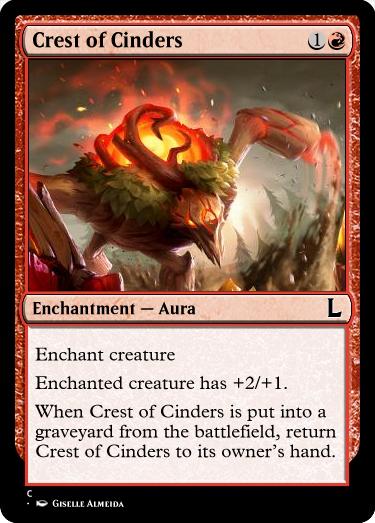 Crest of Cinders 1
Enchantment — Aura L
Enchant creature
Enchanted creature has +2/+1.
When Crest of Cinders is put into a
graveyard from the battlefield, return
Crest of Cinders to its owner's hand.
C
Giselle Almeida